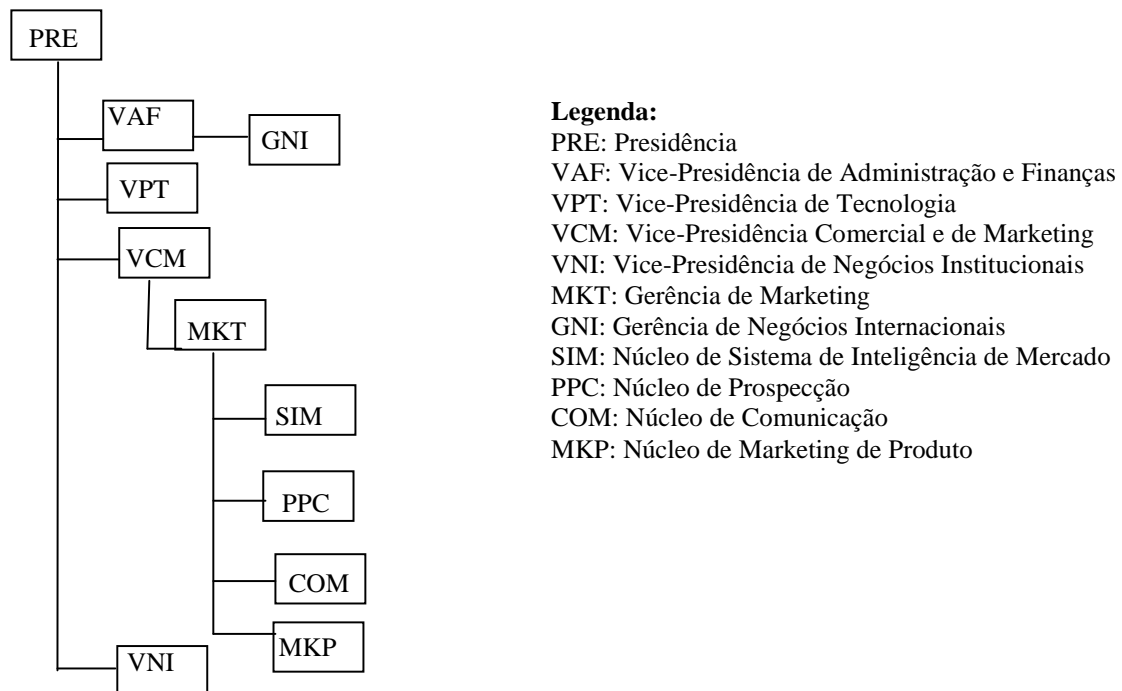 PRE
VAF
GNI
VPT
VCM
MKT
SIM
PPC
COM
MKP
VNI
Legenda:
PRE: Presidência
VAF: Vice-Presidência de Administração e Finanças
VPT: Vice-Presidência de Tecnologia
VCM: Vice-Presidência Comercial e de Marketing
VNI: Vice-Presidência de Negócios Institucionais
MKT: Gerência de Marketing
GNI: Gerência de Negócios Internacionais
SIM: Núcleo de Sistema de Inteligência de Mercado
PPC: Núcleo de Prospecção
COM: Núcleo de Comunicação
MKP: Núcleo de Marketing de Produto